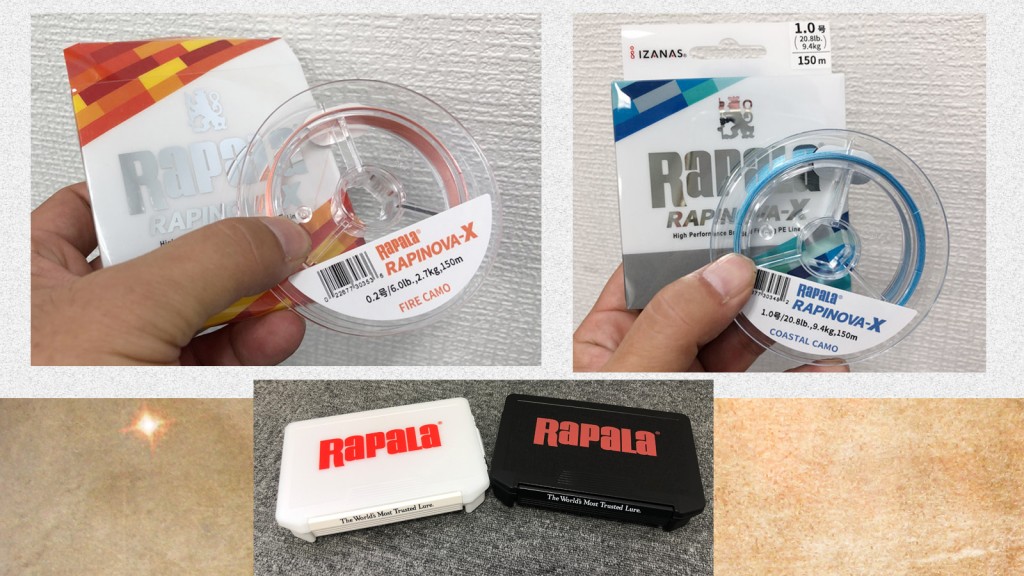 RAPINOVA-X
Rapala
RAPINOVA-X
0.2号/6.0lb.,2.7kg,150m
FIRE CAMO
IZANAS
1.0号
(20.8lb.
9.4kg)
150m
Rapala
RAPINOVA-X
High Performance PE Line
Rapala
RAPINOVA-X
1.0号/20.8lb.,9.4kg,150m
COASTAL CAMO
Rapala
The World's Most Trusted Lure.
Rapala
The World's Most Trusted Lure.